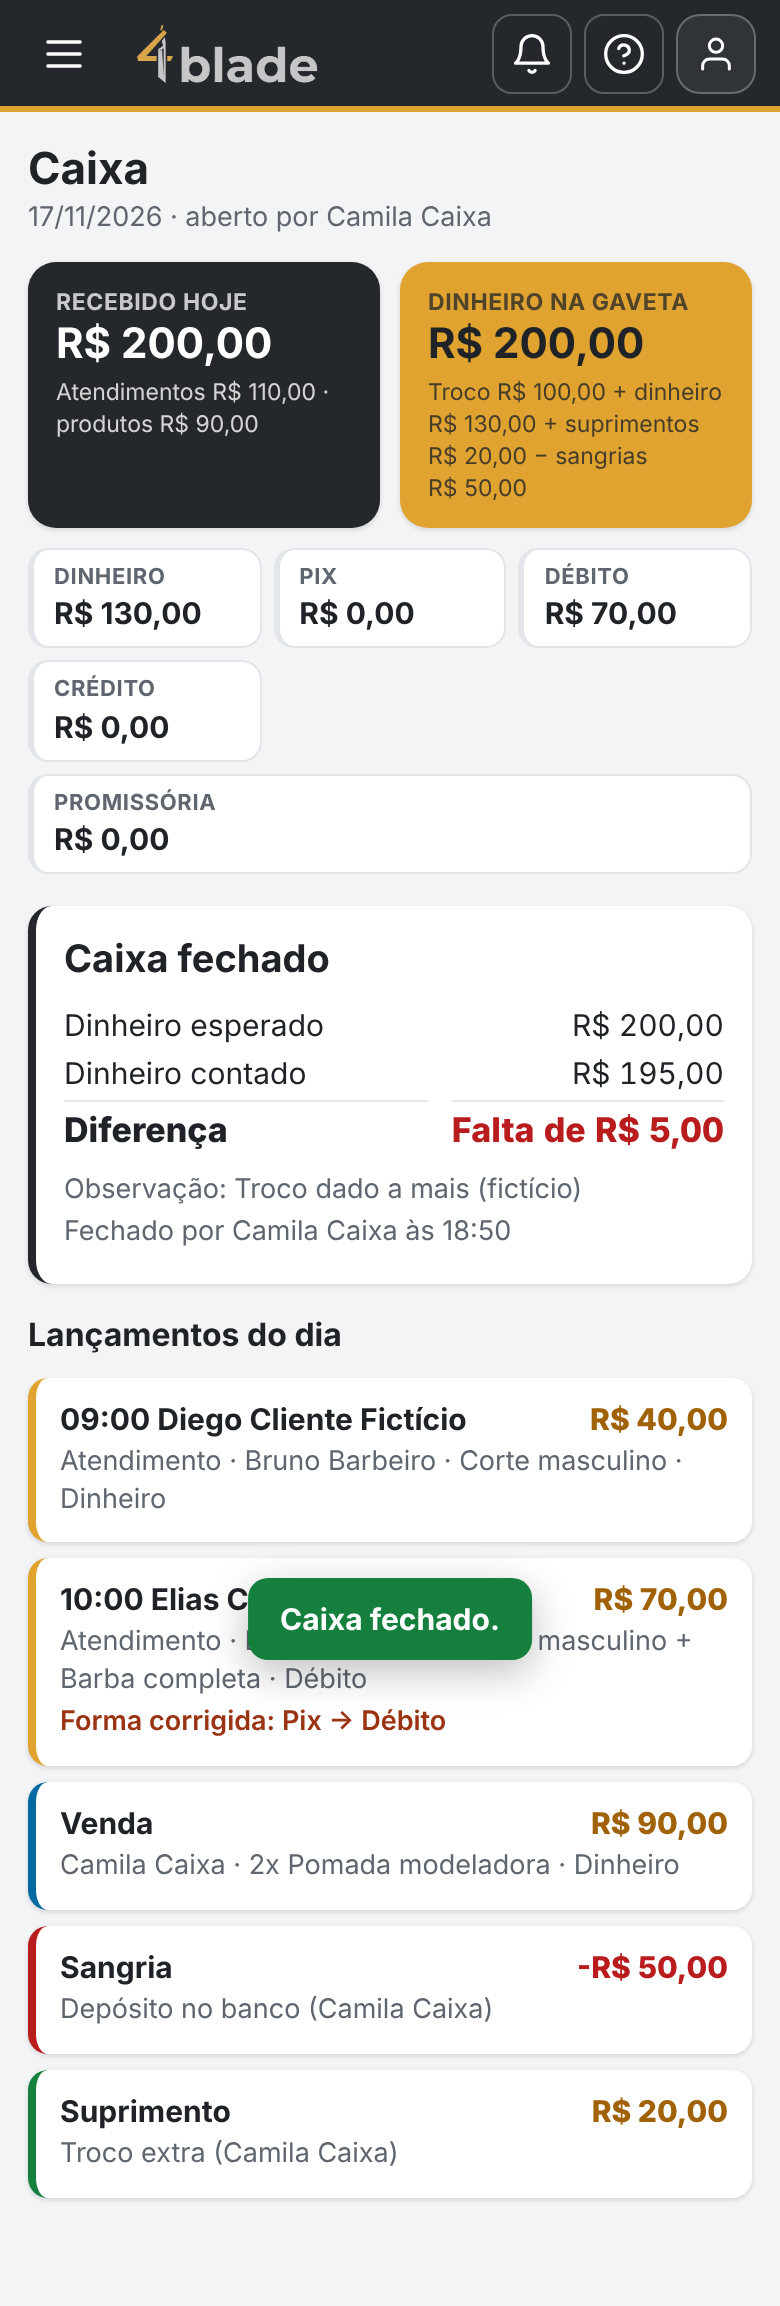 4blade
Caixa
17/11/2026 · aberto por Camila Caixa
RECEBIDO HOJE
R$ 200,00
Atendimentos R$ 110,00 ·
produtos R$ 90,00
DINHEIRO NA GAVETA
R$ 200,00
Troco R$ 100,00 + dinheiro
R$ 130,00 + suprimentos
R$ 20,00 − sangrias
R$ 50,00
DINHEIRO
R$ 130,00
PIX
R$ 0,00
DÉBITO
R$ 70,00
CRÉDITO
R$ 0,00
PROMISSÓRIA
R$ 0,00
Caixa fechado
Dinheiro esperado R$ 200,00
Dinheiro contado R$ 195,00
Diferença Falta de R$ 5,00
Observação: Troco dado a mais (fictício)
Fechado por Camila Caixa às 18:50
Lançamentos do dia
09:00 Diego Cliente Fictício R$ 40,00
Atendimento · Bruno Barbeiro · Corte masculino ·
Dinheiro
10:00 Elias R$ 70,00
Caixa fechado.
Atendimento · masculino +
Barba completa · Débito
Forma corrigida: Pix → Débito
Venda R$ 90,00
Camila Caixa · 2x Pomada modeladora · Dinheiro
Sangria -R$ 50,00
Depósito no banco (Camila Caixa)
Suprimento R$ 20,00
Troco extra (Camila Caixa)